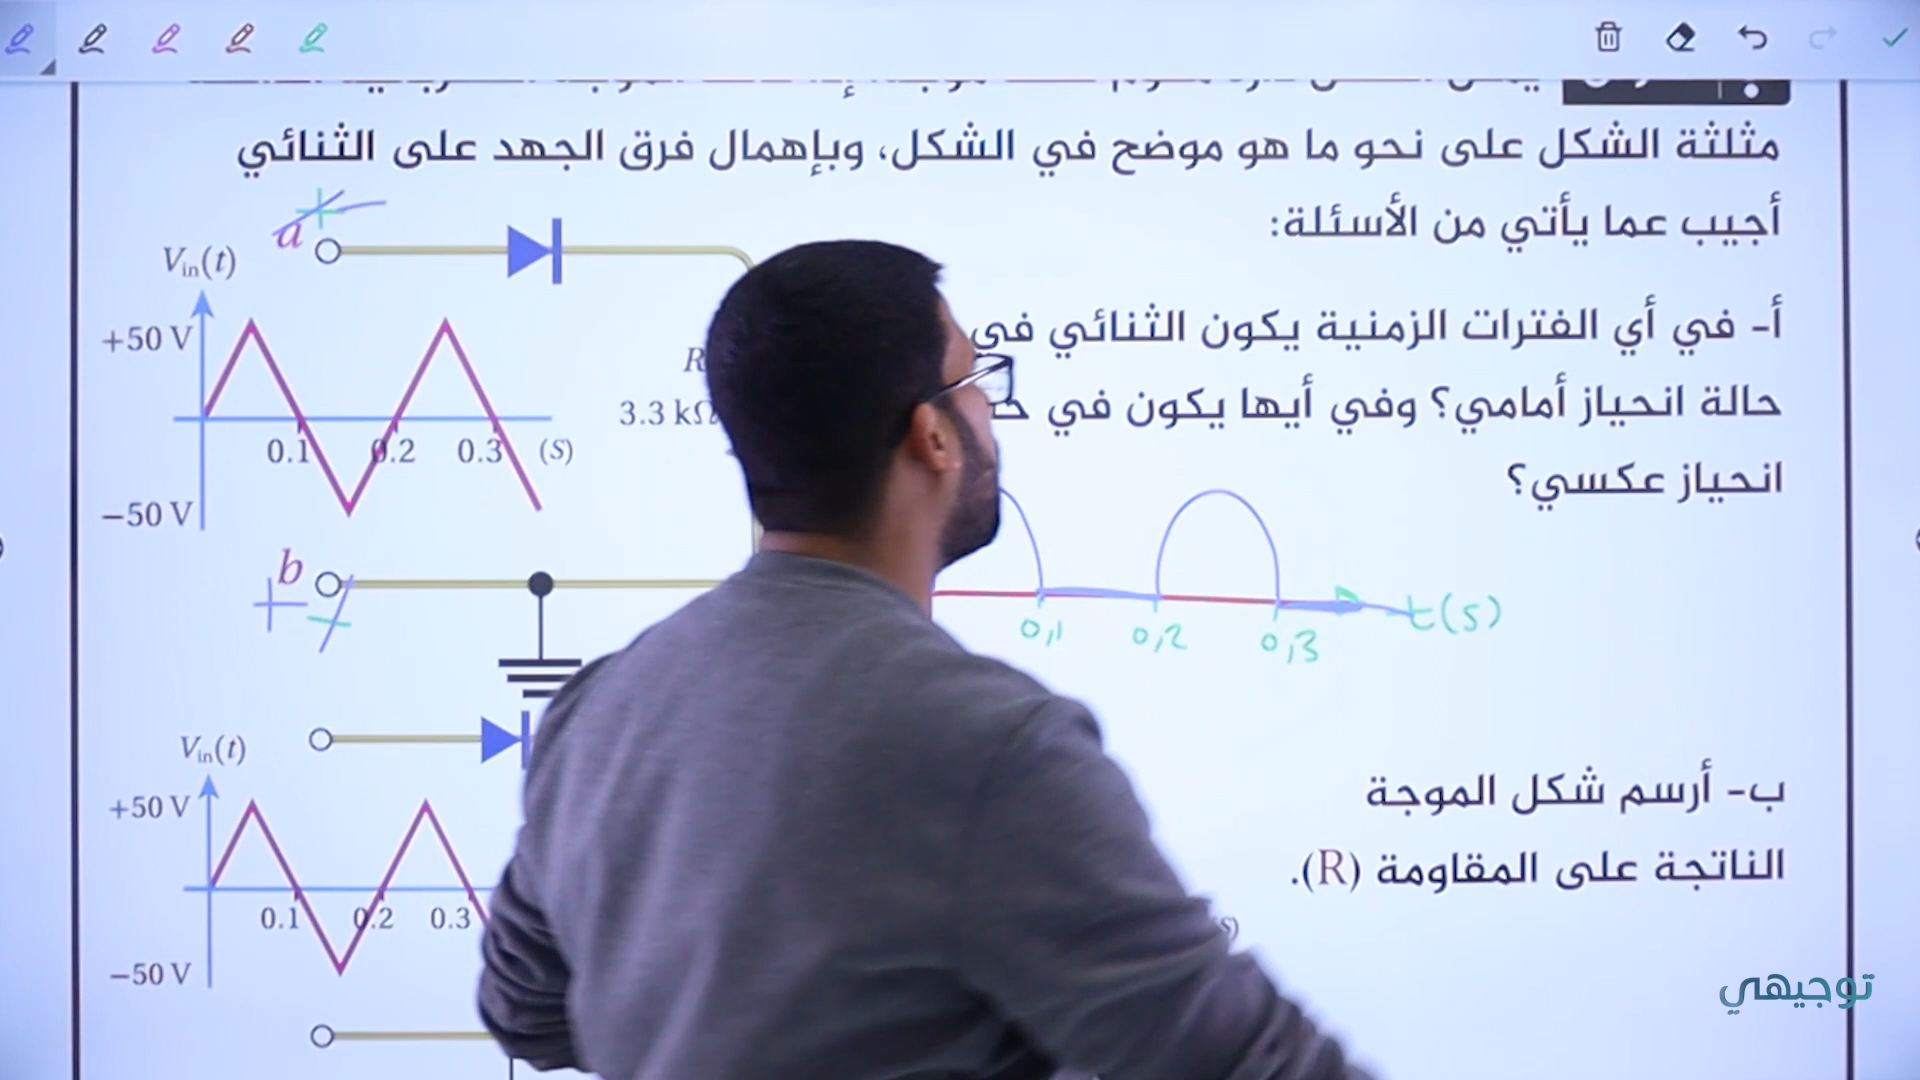 مثلثة الشكل على نحو ما هو موضح في الشكل، وبإهمال فرق الجهد على الثنائي
أجيب عما يأتي من الأسئلة:
أ- في أي الفترات الزمنية يكون الثنائي في
حالة انحياز أمامي؟ وفي أيها يكون في
انحياز عكسي؟
a
Vin(t)
+50 V
R
3.3 kΩ
0.1 0.2 0.3 (S)
−50 V
b
0,1 0,2 0,3 t(s)
ب- أرسم شكل الموجة
الناتجة على المقاومة (R).
Vin(t)
+50 V
0.1 0.2 0.3
−50 V
توجيهي